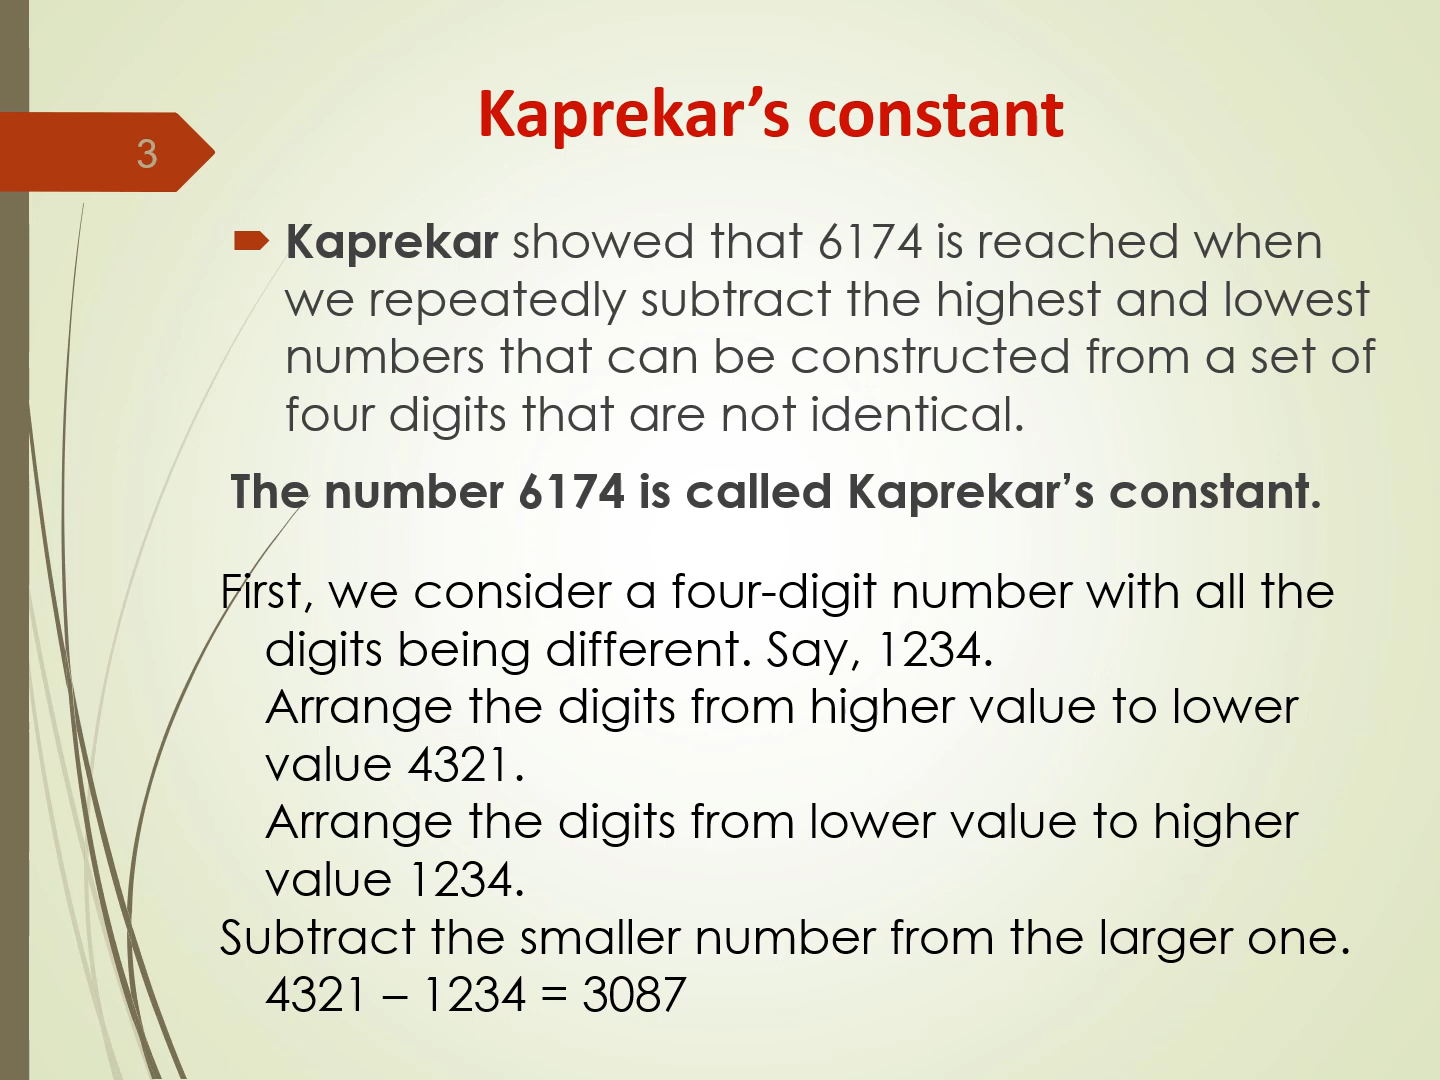 Kaprekar’s constant
3
Kaprekar showed that 6174 is reached when
we repeatedly subtract the highest and lowest
numbers that can be constructed from a set of
four digits that are not identical.
The number 6174 is called Kaprekar’s constant.
First, we consider a four-digit number with all the
digits being different. Say, 1234.
Arrange the digits from higher value to lower
value 4321.
Arrange the digits from lower value to higher
value 1234.
Subtract the smaller number from the larger one.
4321 – 1234 = 3087